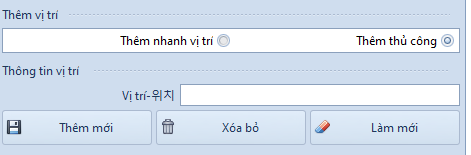 Thêm vị trí
Thêm nhanh vị trí Thêm thủ công
Thông tin vị trí
Vị trí-위치
Thêm mới Xóa bỏ Làm mới